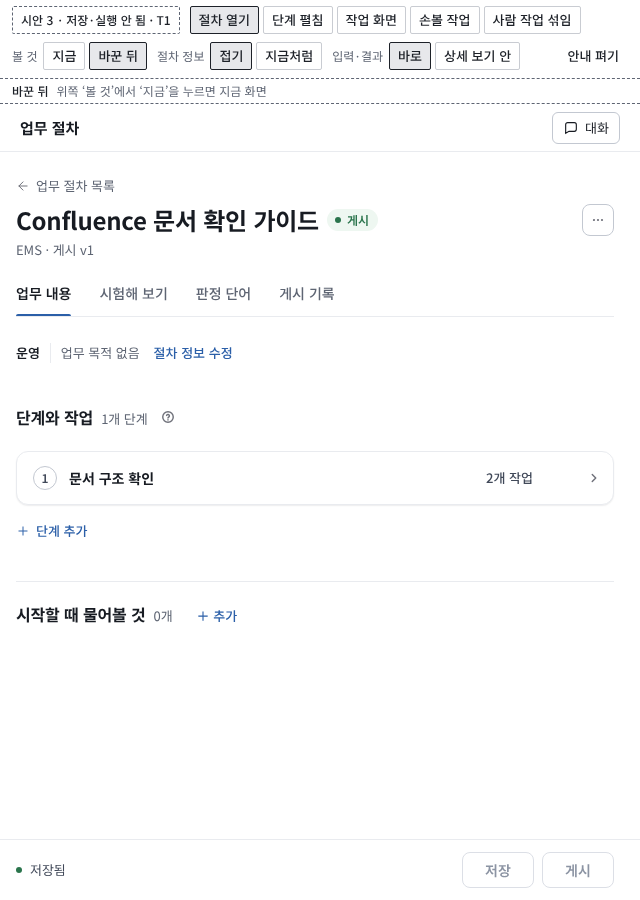 시안 3 · 저장·실행 안 됨 · T1 절차 열기 단계 펼침 작업 화면 손볼 작업 사람 작업 섞임
볼 것 지금 바꾼 뒤 절차 정보 접기 지금처럼 입력·결과 바로 상세 보기 안 안내 펴기
바꾼 뒤 위쪽 ‘볼 것’에서 ‘지금’을 누르면 지금 화면
업무 절차 대화
← 업무 절차 목록
Confluence 문서 확인 가이드 게시 ···
EMS · 게시 v1
업무 내용 시험해 보기 판정 단어 게시 기록
운영 업무 목적 없음 절차 정보 수정
단계와 작업 1개 단계 ?
1 문서 구조 확인 2개 작업 >
+ 단계 추가
시작할 때 물어볼 것 0개 + 추가
저장됨 저장 게시